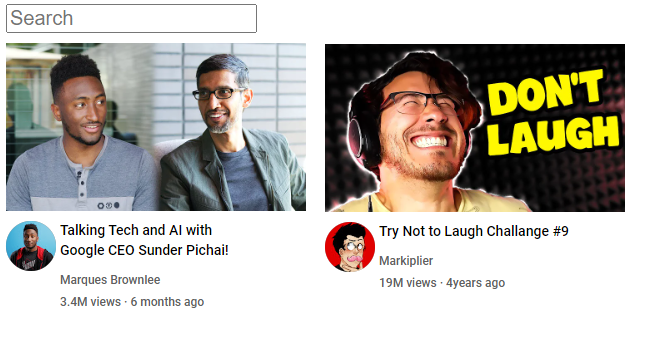 Search
DON'T
LAUGH
Talking Tech and AI with
Google CEO Sunder Pichai!
Marques Brownlee
3.4M views · 6 months ago
Try Not to Laugh Challange #9
Markiplier
19M views · 4years ago